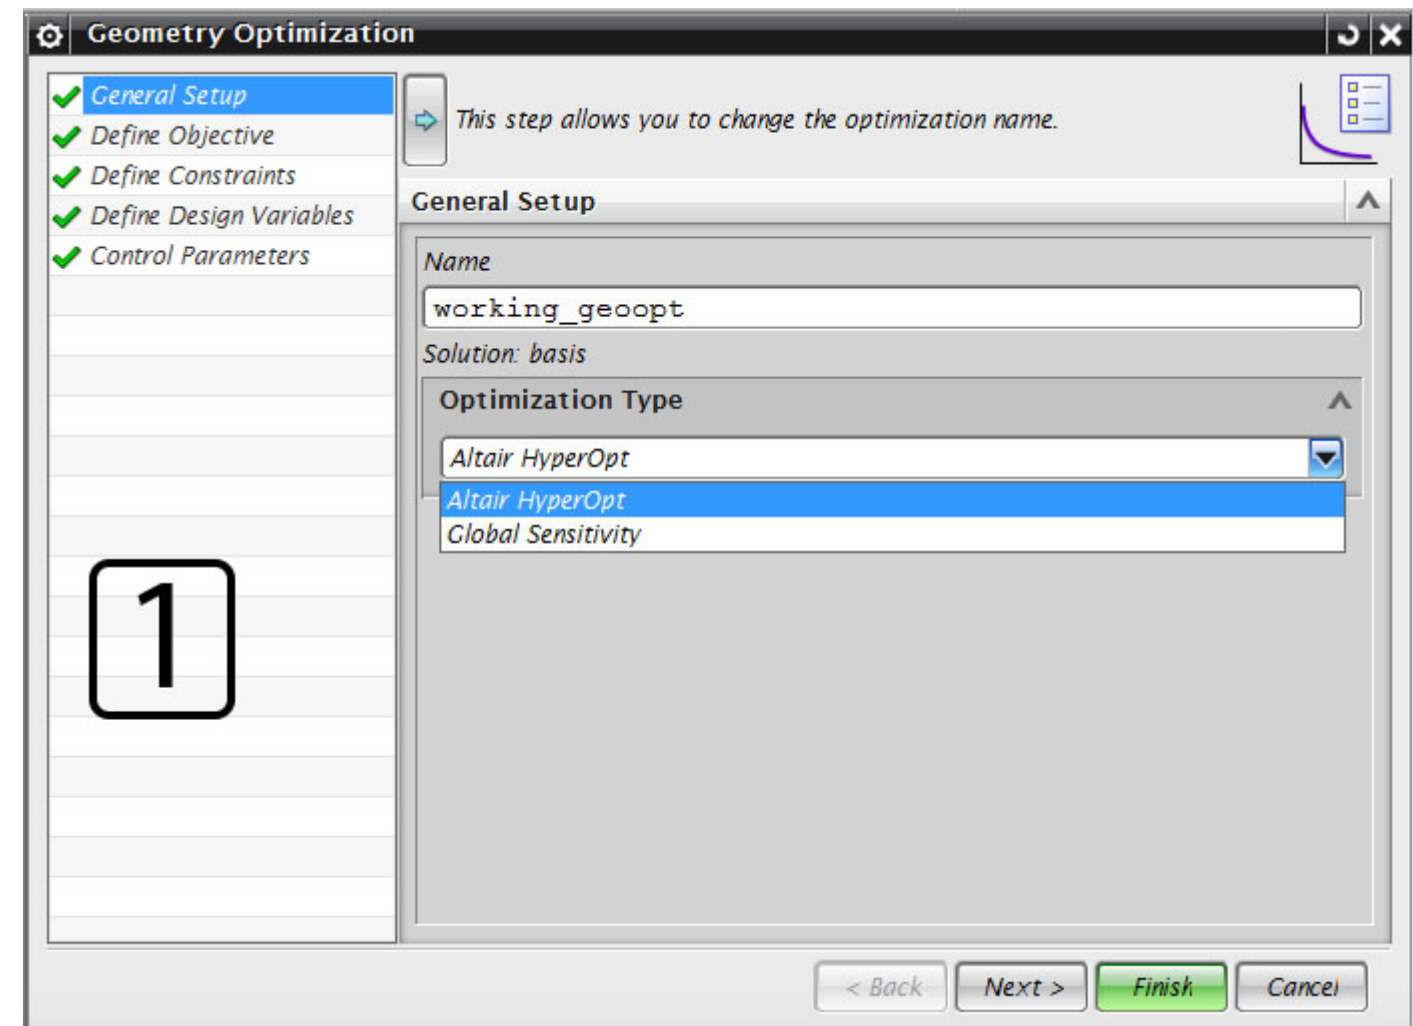 Geometry Optimization
General Setup
Define Objective
Define Constraints
Define Design Variables
Control Parameters
1
This step allows you to change the optimization name.
General Setup
Name
working_geoopt
Solution: basis
Optimization Type
Altair HyperOpt
Altair HyperOpt
Global Sensitivity
< Back
Next >
Finish
Cancel